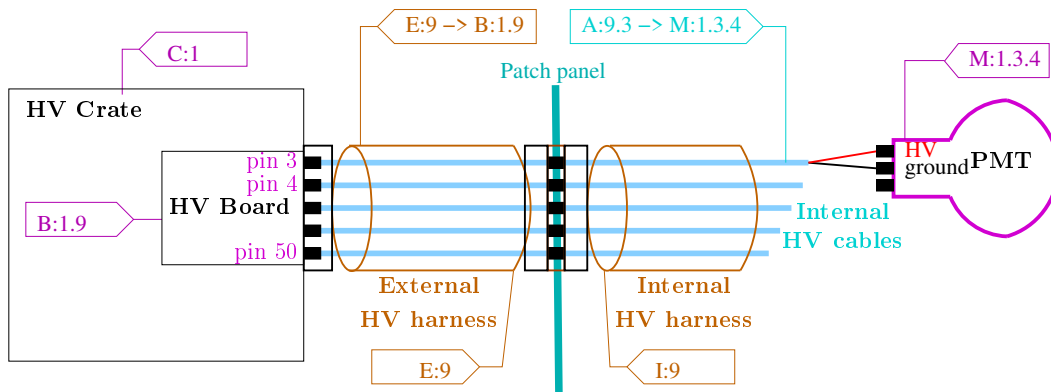 E:9 −> B:1.9
A:9.3 −> M:1.3.4
C:1
M:1.3.4
Patch panel
HV Crate
pin 3
HV
ground
PMT
pin 4
HV Board
B:1.9
Internal
HV cables
pin 50
External
HV harness
Internal
HV harness
E:9
I:9